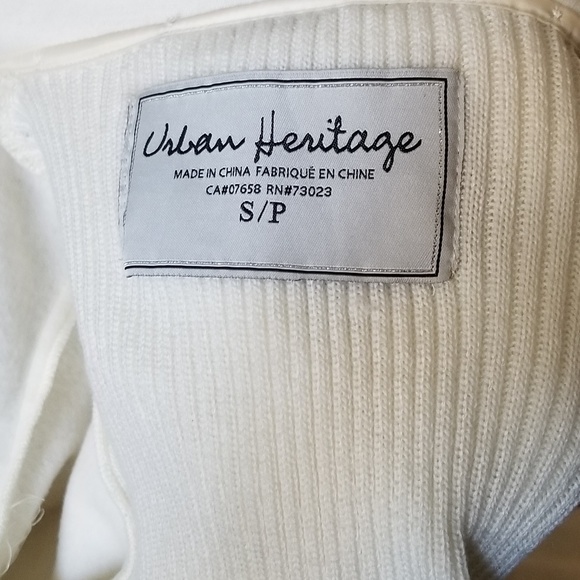 Urban Heritage
MADE IN CHINA FABRIQUÉ EN CHINE
CA#07658 RN#73023
S/P